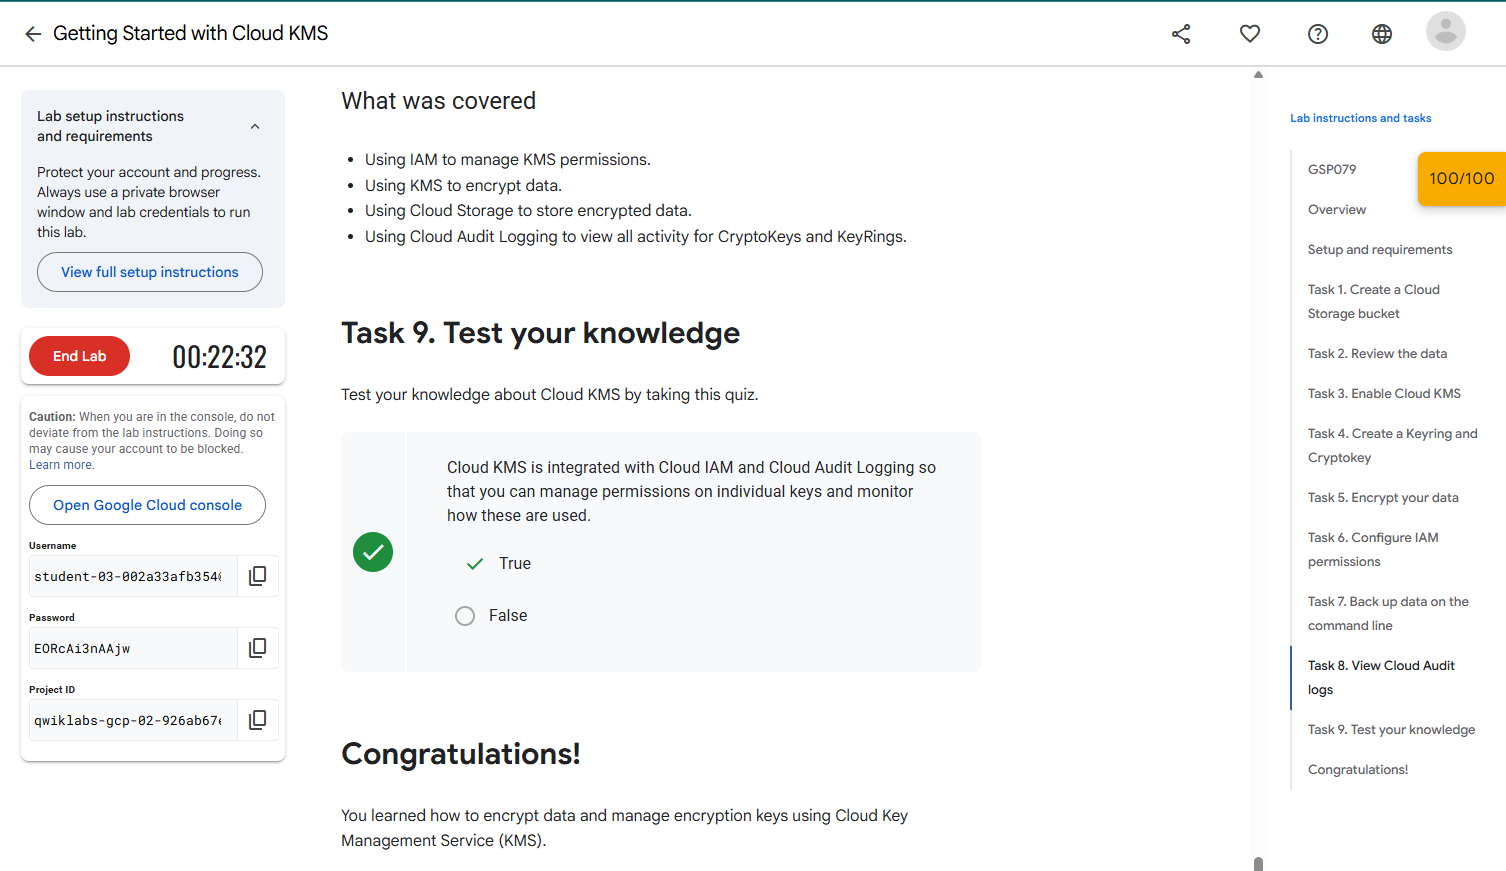 Getting Started with Cloud KMS
Lab setup instructions
and requirements
Protect your account and progress.
Always use a private browser
window and lab credentials to run
this lab.
View full setup instructions
End Lab
00:22:32
Caution: When you are in the console, do not
deviate from the lab instructions. Doing so
may cause your account to be blocked.
Learn more.
Open Google Cloud console
Username
student-03-002a33afb354
Password
EORcAi3nAAjw
Project ID
qwiklabs-gcp-02-926ab67
What was covered
• Using IAM to manage KMS permissions.
• Using KMS to encrypt data.
• Using Cloud Storage to store encrypted data.
• Using Cloud Audit Logging to view all activity for CryptoKeys and KeyRings.
Task 9. Test your knowledge
Test your knowledge about Cloud KMS by taking this quiz.
Cloud KMS is integrated with Cloud IAM and Cloud Audit Logging so
that you can manage permissions on individual keys and monitor
how these are used.
True
False
Congratulations!
You learned how to encrypt data and manage encryption keys using Cloud Key
Management Service (KMS).
Lab instructions and tasks
100/100
GSP079
Overview
Setup and requirements
Task 1. Create a Cloud
Storage bucket
Task 2. Review the data
Task 3. Enable Cloud KMS
Task 4. Create a Keyring and
Cryptokey
Task 5. Encrypt your data
Task 6. Configure IAM
permissions
Task 7. Back up data on the
command line
Task 8. View Cloud Audit
logs
Task 9. Test your knowledge
Congratulations!